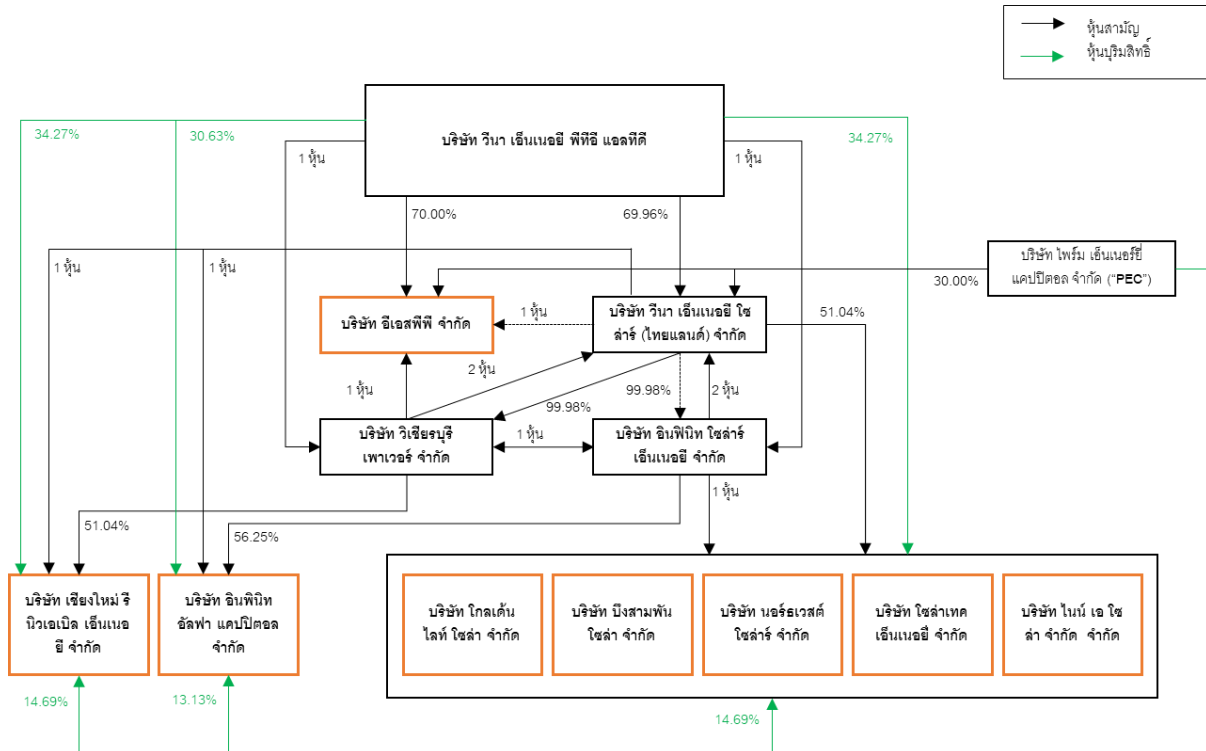 หุ้นสามัญ
หุ้นปุริมสิทธิ์
บริษัท วีนา เอ็นเนอยี พีทีอี แอลทีดี
34.27%
30.63%
34.27%
1 หุ้น
1 หุ้น
70.00%
69.96%
บริษัท ไพร์ม เอ็นเนอร์ยี่
แคปปิตอล จำกัด ("PEC")
1 หุ้น
1 หุ้น
30.00%
บริษัท อีเอสพีพี จำกัด
1 หุ้น
บริษัท วีนา เอ็นเนอยี โซ
ล่าร์ (ไทยแลนด์) จำกัด
51.04%
1 หุ้น
2 หุ้น
99.98%
99.98%
2 หุ้น
บริษัท วิเชียรบุรี
เพาเวอร์ จำกัด
1 หุ้น
บริษัท อินฟินิท โซล่าร์
เอ็นเนอยี จำกัด
51.04%
56.25%
1 หุ้น
บริษัท เชียงใหม่ รี
นิวเอเบิล เอ็นเนอ
ยี จำกัด
บริษัท อินพินิท
อัลฟา แคปปิตอล
จำกัด
บริษัท โกลเด้น
ไลท์ โซล่า จำกัด
บริษัท บึงสามพัน
โซล่า จำกัด
บริษัท นอร์ธเวสต์
โซล่าร์ จำกัด
บริษัท โซล่าเทค
เอ็นเนอยี่ จำกัด
บริษัท ไนน์ เอ โซ
ล่า จำกัด จำกัด
14.69%
13.13%
14.69%